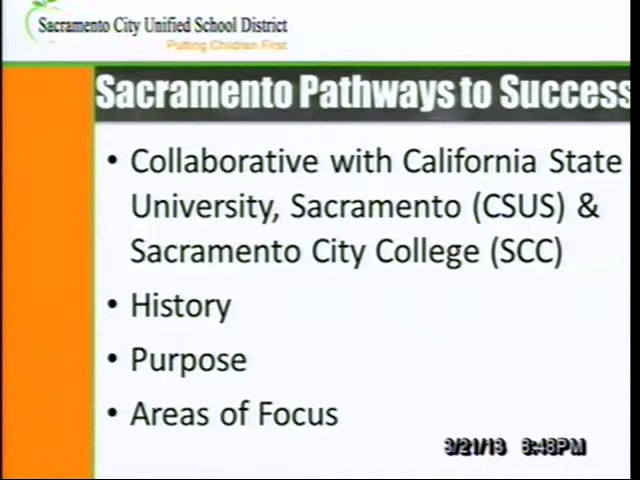 Sacramento City Unified School District
Putting Children First
Sacramento Pathways to Success
• Collaborative with California State
University, Sacramento (CSUS) &
Sacramento City College (SCC)
• History
• Purpose
• Areas of Focus
3/21/13 8:48PM